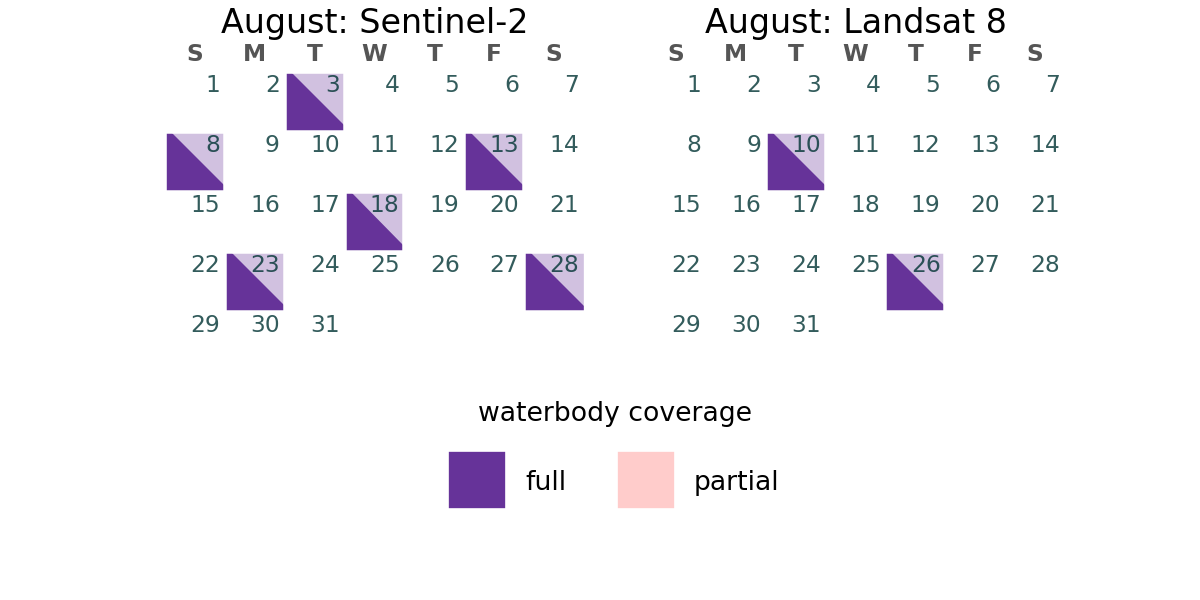 August: Sentinel-2
S M T W T F S
1 2 3 4 5 6 7
8 9 10 11 12 13 14
15 16 17 18 19 20 21
22 23 24 25 26 27 28
29 30 31
August: Landsat 8
S M T W T F S
1 2 3 4 5 6 7
8 9 10 11 12 13 14
15 16 17 18 19 20 21
22 23 24 25 26 27 28
29 30 31
waterbody coverage
full partial